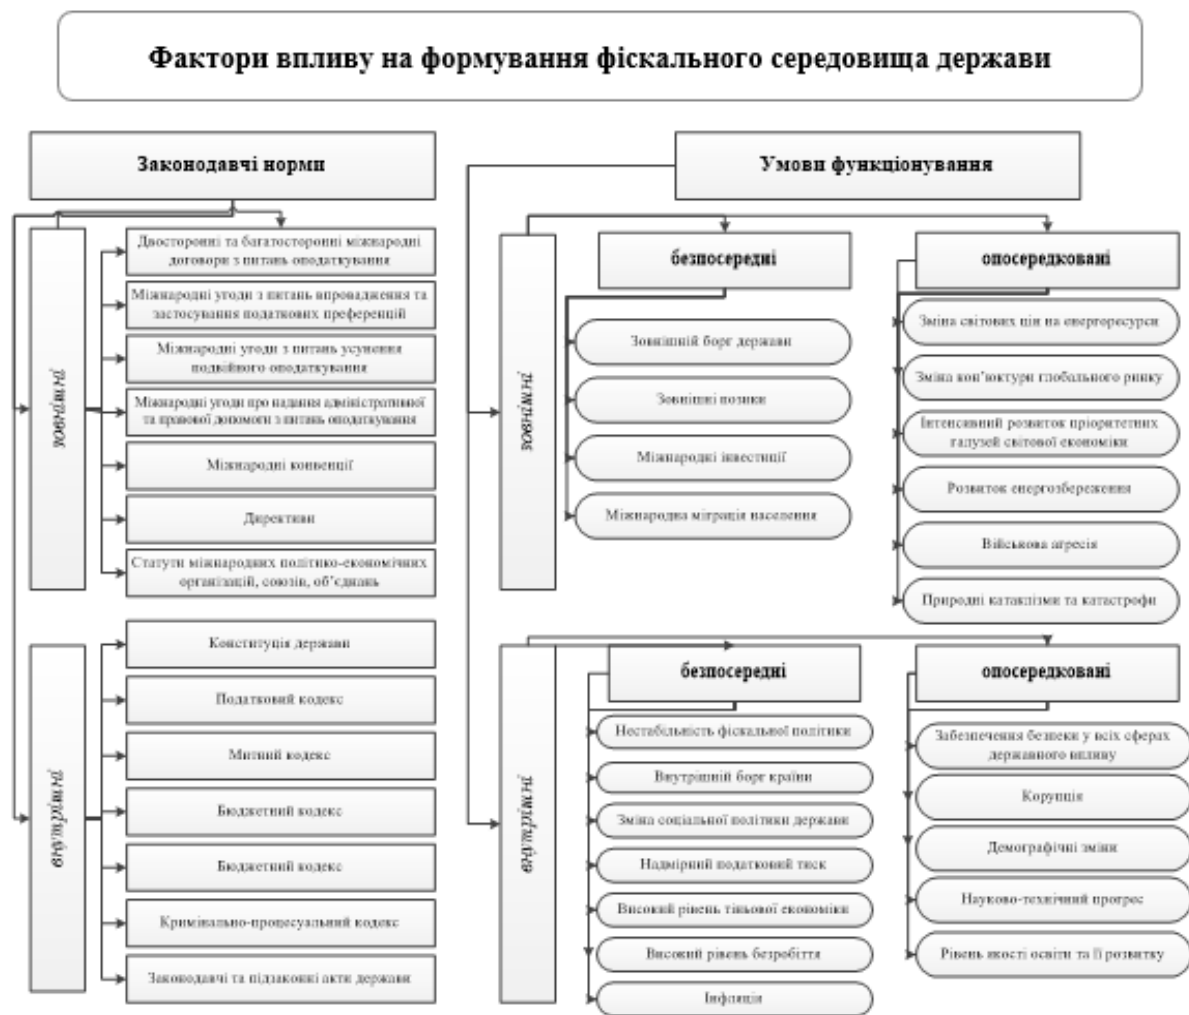 Фактори впливу на формування фіскального середовища держави
Законодавчі норми
зовнішні
Двосторонні та багатосторонні міжнародні
договори з питань оподаткування
Міжнародні угоди з питань впровадження та
застосування податкових преференцій
Міжнародні угоди з питань усунення
подвійного оподаткування
Міжнародні угоди про надання адміністративної
та правової допомоги з питань оподаткування
Міжнародні конвенції
Директиви
Статути міжнародних політико-економічних
організацій, союзів, об’єднань
внутрішні
Конституція держави
Податковий кодекс
Митний кодекс
Бюджетний кодекс
Бюджетний кодекс
Кримінально-процесуальний кодекс
Законодавчі та підзаконні акти держави
Умови функціонування
зовнішні
безпосередні
Зовнішній борг держави
Зовнішні позики
Міжнародні інвестиції
Міжнародна міграція населення
опосередковані
Зміна світових цін на енергоресурси
Зміна кон’юктури глобального ринку
Інтенсивний розвиток пріоритетних
галузей світової економіки
Розвиток енергозбереження
Військова агресія
Природні катаклізми та катастрофи
внутрішні
безпосередні
Нестабільність фіскальної політики
Внутрішній борг країни
Зміна соціальної політики держави
Надмірний податковий тиск
Високий рівень тіньової економіки
Високий рівень безробіття
Інфляція
опосередковані
Забезпечення безпеки у всіх сферах
державного впливу
Корупція
Демографічні зміни
Науково-технічний прогрес
Рівень якості освіти та її розвитку